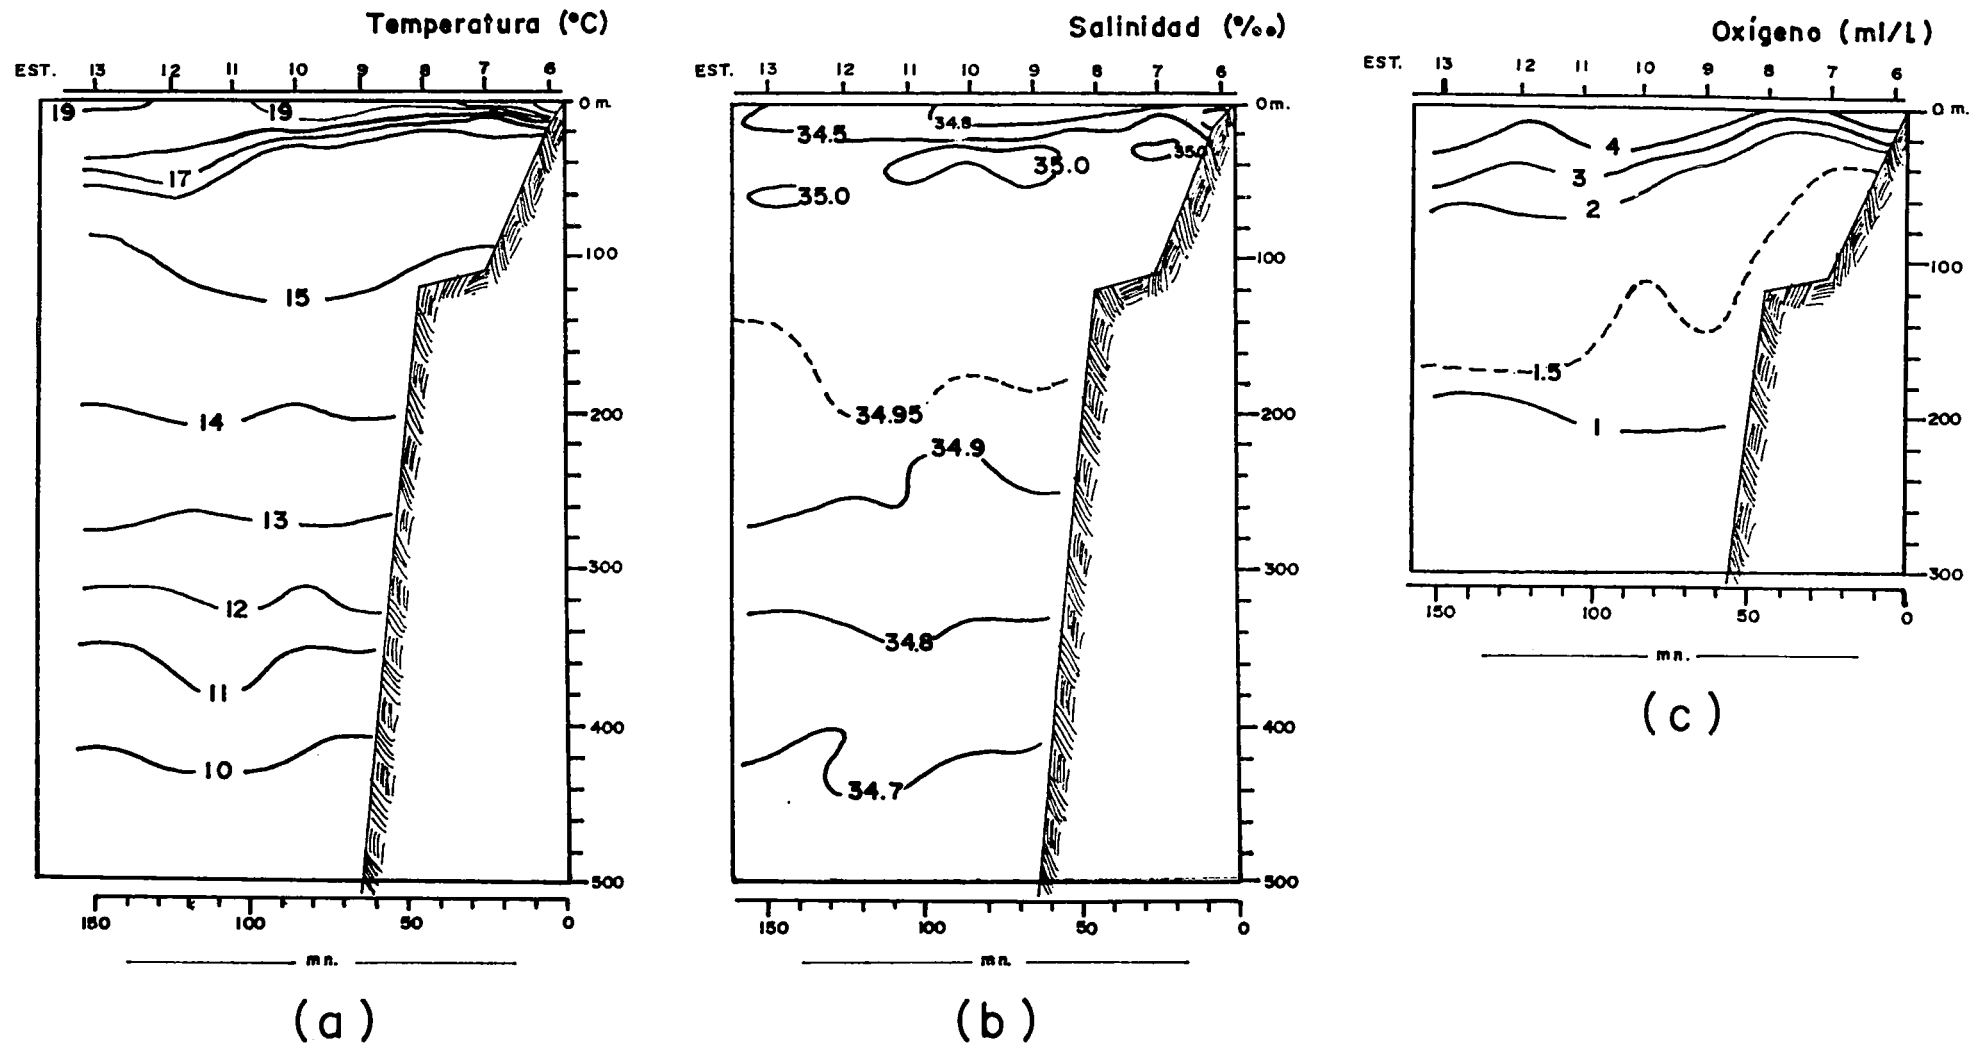 Temperatura (°C)
EST. 13 12 11 10 9 8 7 6
0 m.
19 19
17
100
15
200
14
13
300
12
11
400
10
500
150 100 50 0
mn.
(a)
Salinidad (‰)
EST. 13 12 11 10 9 8 7 6
0 m.
34.8
34.5
35.0
35.0
35.0
100
200
34.95
34.9
300
34.8
400
34.7
500
150 100 50 0
mn.
(b)
Oxígeno (ml/L)
EST. 13 12 11 10 9 8 7 6
0 m.
4
3
2
100
1.5
200
1
300
150 100 50 0
mn.
(c)